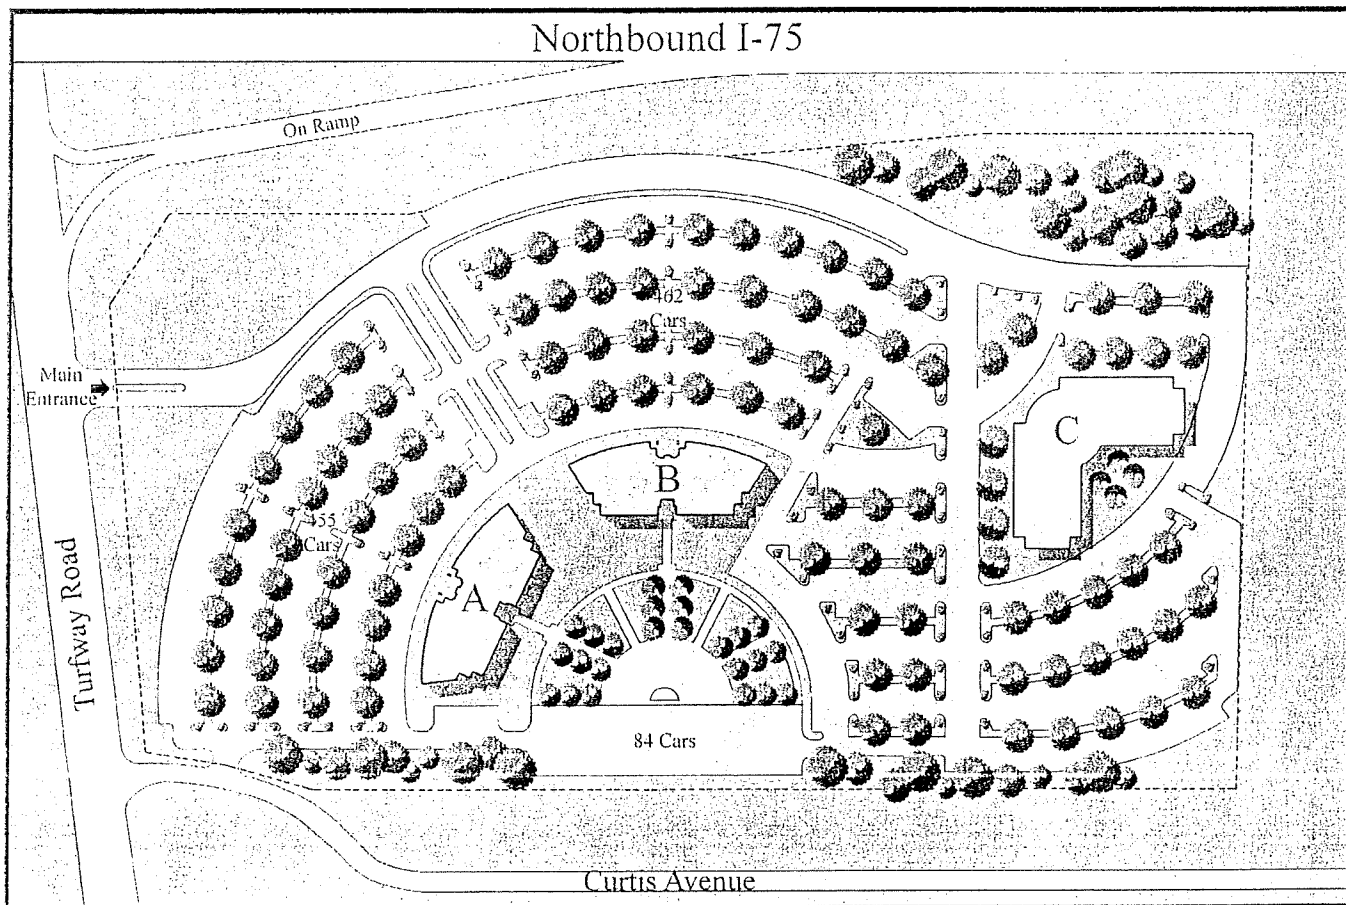 Northbound I-75
On Ramp
462
Cars
Main
Entrance
C
B
455
Cars
A
Turfway Road
84 Cars
Curtis Avenue